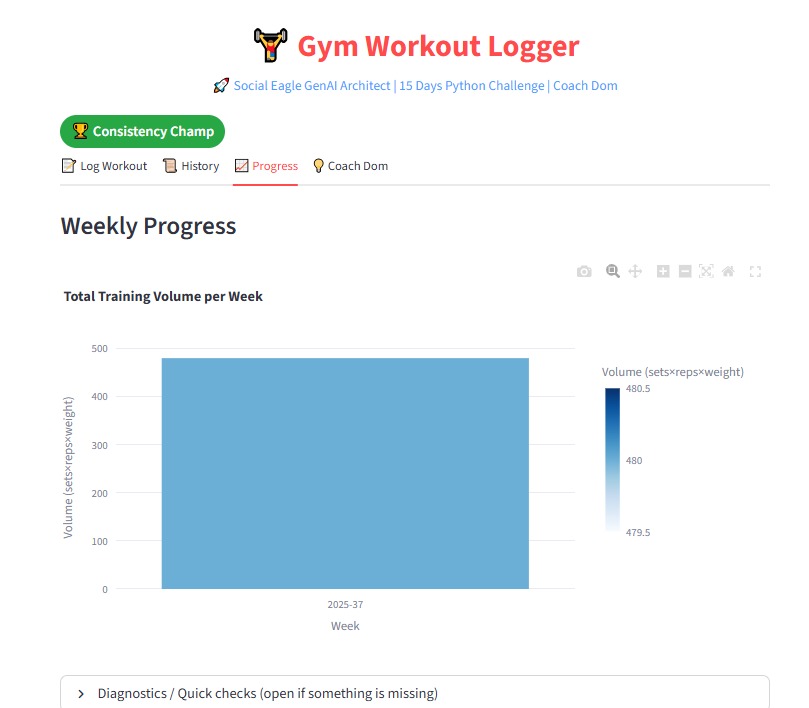 Gym Workout Logger
Social Eagle GenAI Architect | 15 Days Python Challenge | Coach Dom
Consistency Champ
Log Workout History Progress Coach Dom
Weekly Progress
Total Training Volume per Week
Volume (sets×reps×weight)
500
400
300
200
100
0
2025-37
Week
Volume (sets×reps×weight)
480.5
480
479.5
Diagnostics / Quick checks (open if something is missing)